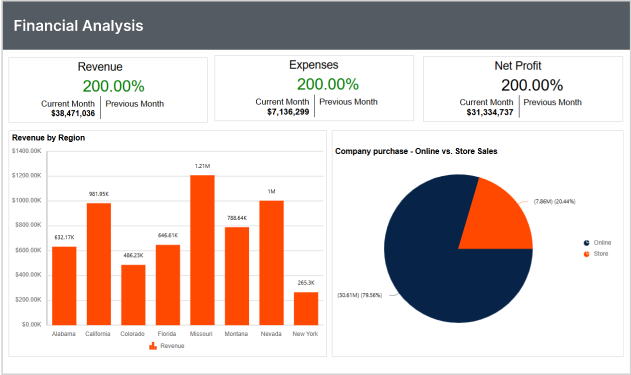 Financial Analysis
Revenue
200.00%
Current Month
Previous Month
$38,471,036
Expenses
200.00%
Current Month
Previous Month
$7,136,299
Net Profit
200.00%
Current Month
Previous Month
$31,334,737
Revenue by Region
$1400.00K
$1200.00K
$1000.00K
$800.00K
$600.00K
$400.00K
$200.00K
$0.00K
632.17K
981.95K
486.23K
646.61K
1.21M
788.64K
1M
265.3K
Alabama
California
Colorado
Florida
Missouri
Montana
Nevada
New York
Revenue
Company purchase - Online vs. Store Sales
(7.86M) (20.44%)
(30.61M) (79.56%)
Online
Store